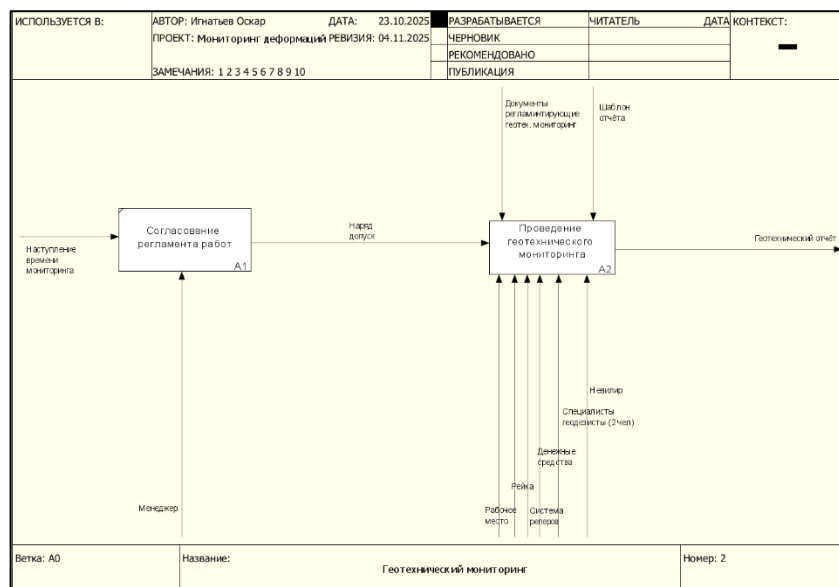 ИСПОЛЬЗУЕТСЯ В:
АВТОР: Игнатьев Оскар
ДАТА: 23.10.2025
РАЗРАБАТЫВАЕТСЯ
ЧИТАТЕЛЬ
ДАТА
КОНТЕКСТ:
ПРОЕКТ: Мониторинг деформаций
РЕВИЗИЯ: 04.11.2025
ЧЕРНОВИК
РЕКОМЕНДОВАНО
ЗАМЕЧАНИЯ: 1 2 3 4 5 6 7 8 9 10
ПУБЛИКАЦИЯ
Документы
регламинтирующие
геотех. мониторинг
Шаблон
отчёта
Согласование
регламента работ
A1
Наряд
допуск
Проведение
геотехнического
мониторинга
A2
Геотехнический отчёт
Наступление
времени
мониторинга
Невилир
Специалисты
геодезисты (2чел)
Денежные
средства
Рейка
Менеджер
Рабочее
место
Система
реперов
Ветка: A0
Название:
Геотехнический мониторинг
Номер: 2